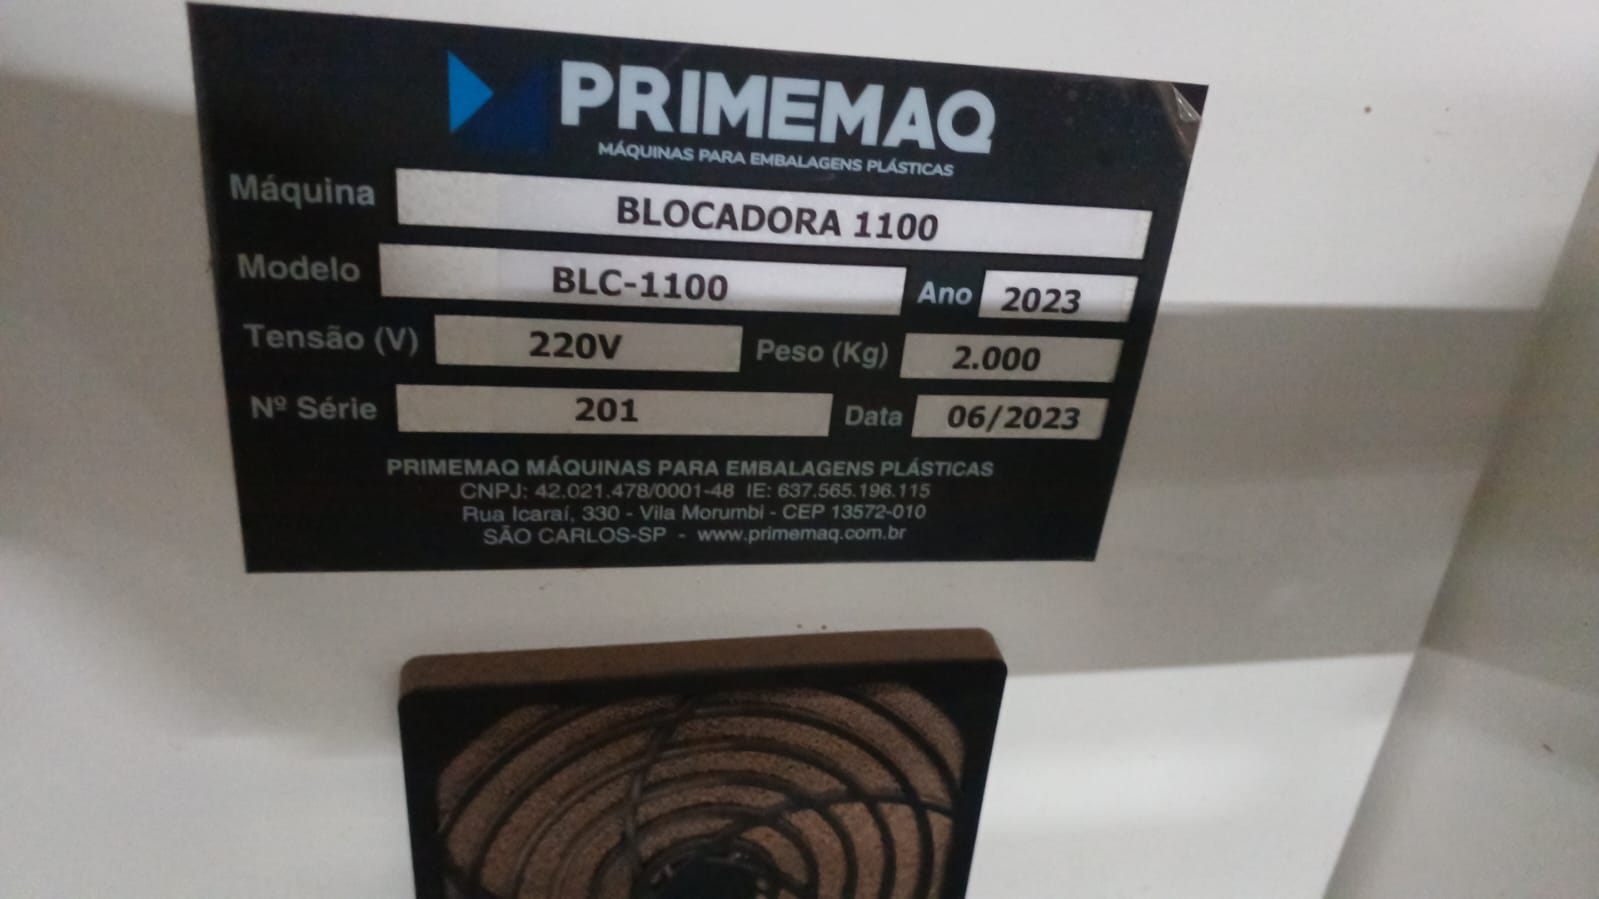 PRIMEMAQ
MÁQUINAS PARA EMBALAGENS PLÁSTICAS
Máquina BLOCADORA 1100
Modelo BLC-1100 Ano 2023
Tensão (V) 220V Peso (Kg) 2.000
Nº Série 201 Data 06/2023
PRIMEMAQ MÁQUINAS PARA EMBALAGENS PLÁSTICAS
CNPJ: 42.021.478/0001-48 IE: 637.565.196.115
Rua Icaraí, 330 - Vila Morumbi - CEP 13572-010
SÃO CARLOS-SP - www.primemaq.com.br